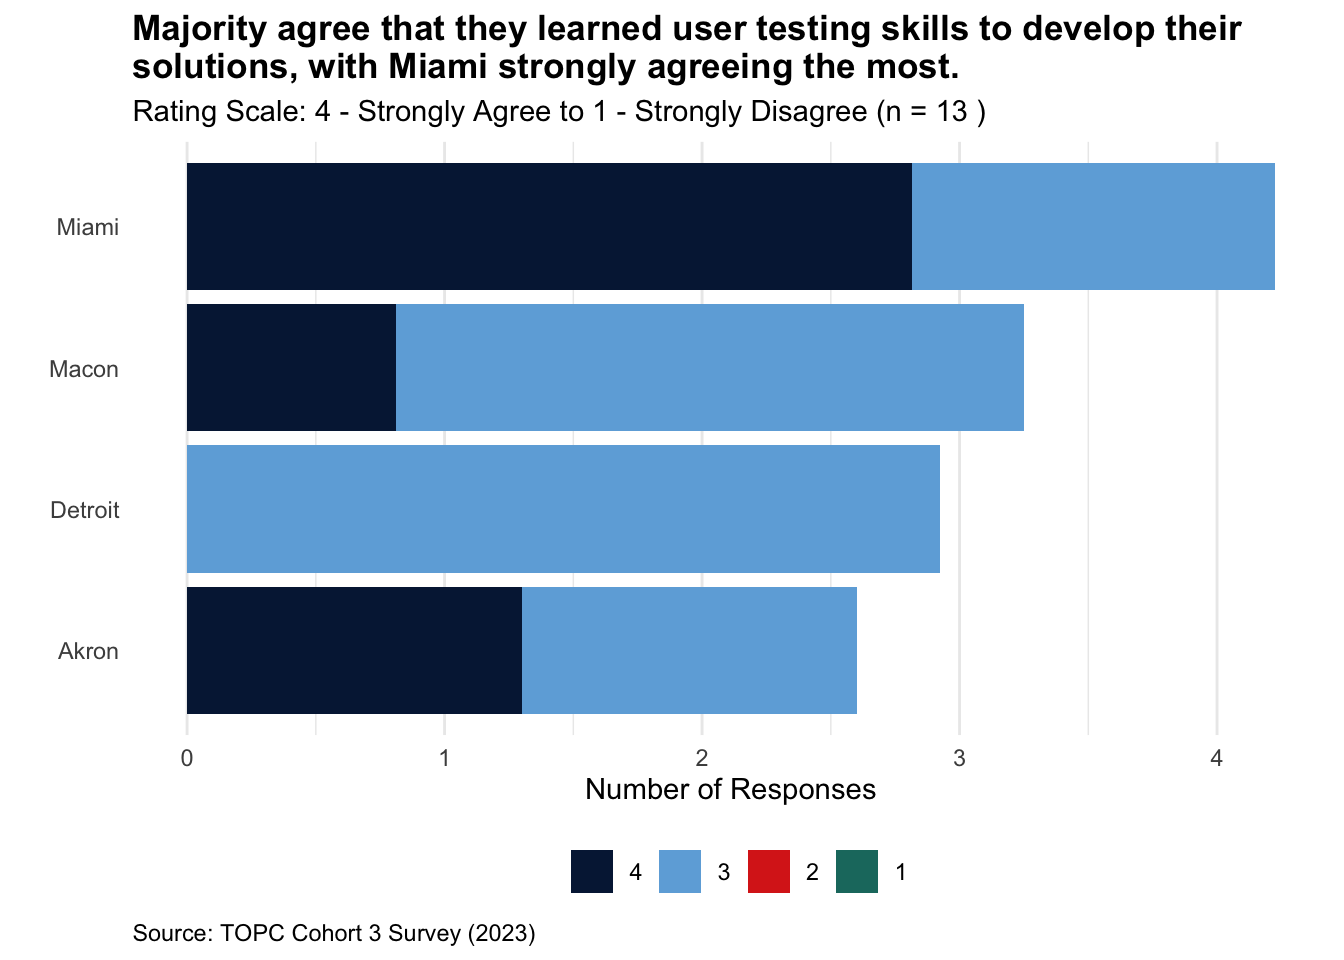 Majority agree that they learned user testing skills to develop their
solutions, with Miami strongly agreeing the most.
Rating Scale: 4 - Strongly Agree to 1 - Strongly Disagree (n = 13 )
Miami
Macon
Detroit
Akron
0 1 2 3 4
Number of Responses
4 3 2 1
Source: TOPC Cohort 3 Survey (2023)